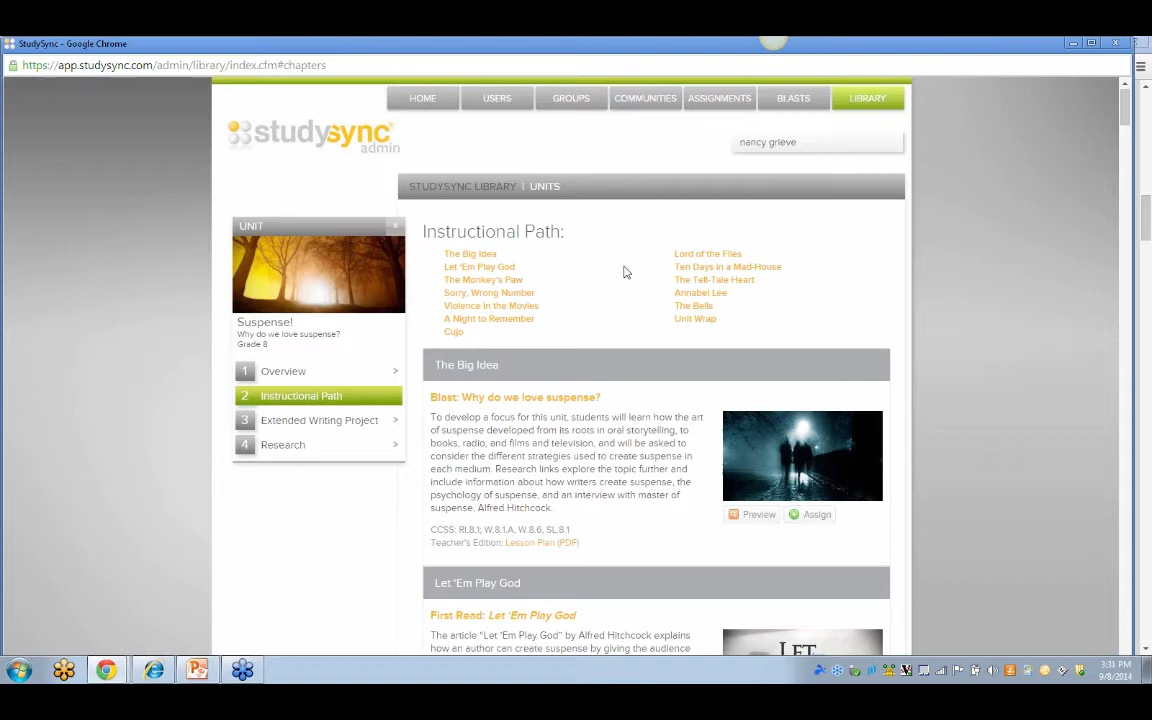 StudySync - Google Chrome
https://app.studysync.com/admin/library/index.cfm#chapters
HOME USERS GROUPS COMMUNITIES ASSIGNMENTS BLASTS LIBRARY
studysync
admin
nancy grieve
STUDYSYNC LIBRARY | UNITS
UNIT x
Suspense!
Why do we love suspense?
Grade 8
1 Overview >
2 Instructional Path
3 Extended Writing Project >
4 Research >
Instructional Path:
The Big Idea
Let 'Em Play God
The Monkey's Paw
Sorry, Wrong Number
Violence in the Movies
A Night to Remember
Cujo
Lord of the Flies
Ten Days in a Mad-House
The Tell-Tale Heart
Annabel Lee
The Bells
Unit Wrap
The Big Idea
Blast: Why do we love suspense?
To develop a focus for this unit, students will learn how the art
of suspense developed from its roots in oral storytelling, to
books, radio, and films and television, and will be asked to
consider the different strategies used to create suspense in
each medium. Research links explore the topic further and
include information about how writers create suspense, the
psychology of suspense, and an interview with master of
suspense, Alfred Hitchcock.
Preview Assign
CCSS: RI.8.1; W.8.1.A, W.8.6, SL.8.1
Teacher's Edition: Lesson Plan (PDF)
Let 'Em Play God
First Read: Let 'Em Play God
The article "Let 'Em Play God" by Alfred Hitchcock explains
how an author can create suspense by giving the audience
LET
3:31 PM
9/8/2014